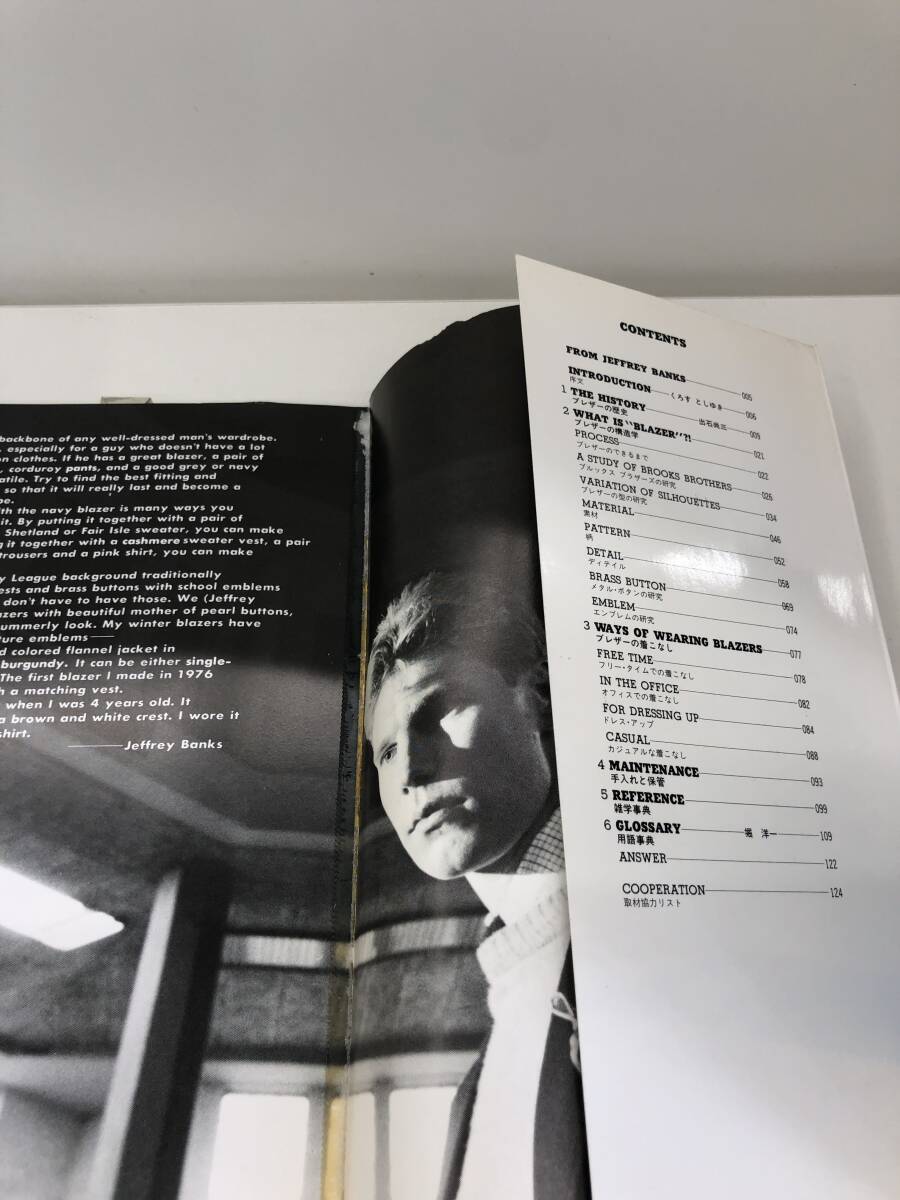 backbone of any well-dressed man's wardrobe.
, especially for a guy who doesn't have a lot
on clothes. If he has a great blazer, a pair of
, corduroy pants, and a good grey or navy
atile. Try to find the best fitting and
so that it will really last and become a
be.
ith the navy blazer is many ways you
it. By putting it together with a pair of
Shetland or Fair Isle sweater, you can make
g it together with a cashmere sweater vest, a pair
trousers and a pink shirt, you can make
y League background traditionally
ests and brass buttons with school emblems
don't have to have those. We (Jeffrey
azers with beautiful mother of pearl buttons,
ummerly look. My winter blazers have
ture emblems—
d colored flannel jacket in
burgundy. It can be either single-
The first blazer I made in 1976
h a matching vest.
when I was 4 years old. It
a brown and white crest. I wore it
shirt.
———Jeffrey Banks
CONTENTS
FROM JEFFREY BANKS———005
INTRODUCTION——くろす としゆき——006
序文
1 THE HISTORY———出石尚三——009
ブレザーの歴史
2 WHAT IS "BLAZER"?!———021
ブレザーの構造学
PROCESS———022
ブレザーのできるまで
A STUDY OF BROOKS BROTHERS———026
ブルックス ブラザーズの研究
VARIATION OF SILHOUETTES———034
ブレザーの型の研究
MATERIAL———046
素材
PATTERN———052
柄
DETAIL———058
ディテイル
BRASS BUTTON———069
メタル・ボタンの研究
EMBLEM———074
エンブレムの研究
3 WAYS OF WEARING BLAZERS———077
ブレザーの着こなし
FREE TIME———078
フリー・タイムでの着こなし
IN THE OFFICE———082
オフィスでの着こなし
FOR DRESSING UP———084
ドレス・アップ
CASUAL———088
カジュアルな着こなし
4 MAINTENANCE———093
手入れと保管
5 REFERENCE———099
雑学事典
6 GLOSSARY———堀 洋一——109
用語事典
ANSWER———122
COOPERATION———124
取材協力リスト